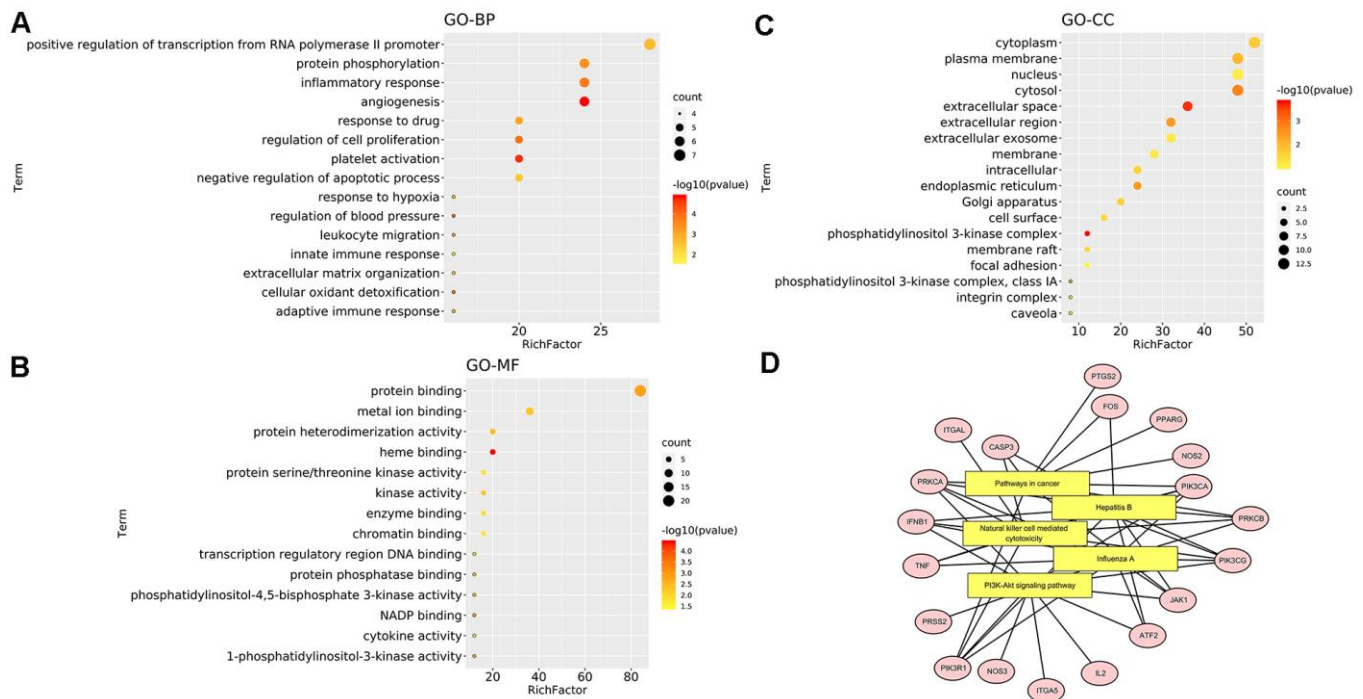 A
GO-BP
positive regulation of transcription from RNA polymerase II promoter
protein phosphorylation
inflammatory response
angiogenesis
response to drug
regulation of cell proliferation
platelet activation
negative regulation of apoptotic process
response to hypoxia
regulation of blood pressure
leukocyte migration
innate immune response
extracellular matrix organization
cellular oxidant detoxification
adaptive immune response
Term
20
25
RichFactor
count
4
5
6
7
-log10(pvalue)
4
3
2
C
GO-CC
cytoplasm
plasma membrane
nucleus
cytosol
extracellular space
extracellular region
extracellular exosome
membrane
intracellular
endoplasmic reticulum
Golgi apparatus
cell surface
phosphatidylinositol 3-kinase complex
membrane raft
focal adhesion
phosphatidylinositol 3-kinase complex, class IA
integrin complex
caveola
Term
10
20
30
40
50
RichFactor
-log10(pvalue)
3
2
count
2.5
5.0
7.5
10.0
12.5
B
GO-MF
protein binding
metal ion binding
protein heterodimerization activity
heme binding
protein serine/threonine kinase activity
kinase activity
enzyme binding
chromatin binding
transcription regulatory region DNA binding
protein phosphatase binding
phosphatidylinositol-4,5-bisphosphate 3-kinase activity
NADP binding
cytokine activity
1-phosphatidylinositol-3-kinase activity
Term
20
40
60
80
RichFactor
count
5
10
15
20
-log10(pvalue)
4.0
3.5
3.0
2.5
2.0
1.5
D
PTGS2
FOS
PPARG
ITGAL
CASP3
NOS2
PRKCA
Pathways in cancer
PIK3CA
Hepatitis B
IFNB1
PRKCB
Natural killer cell mediated
cytotoxicity
TNF
Influenza A
PIK3CG
PI3K-Akt signaling pathway
JAK1
PRSS2
ATF2
PIK3R1
NOS3
IL2
ITGA5